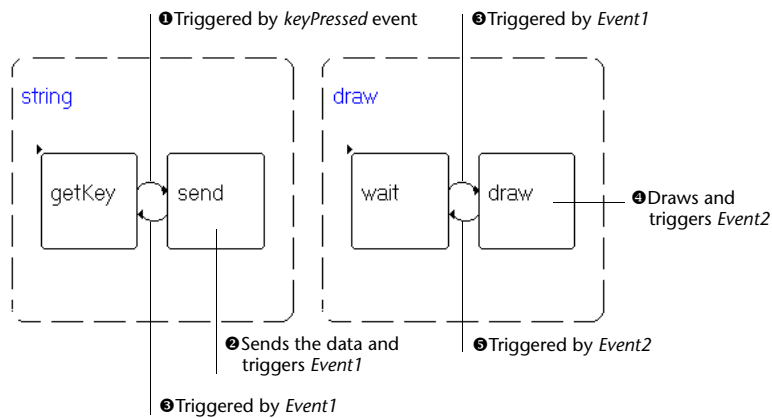 ❶Triggered by keyPressed event
❸Triggered by Event1
string
draw
getKey
send
wait
draw
❹Draws and
triggers Event2
❷Sends the data and
triggers Event1
❺Triggered by Event2
❸Triggered by Event1